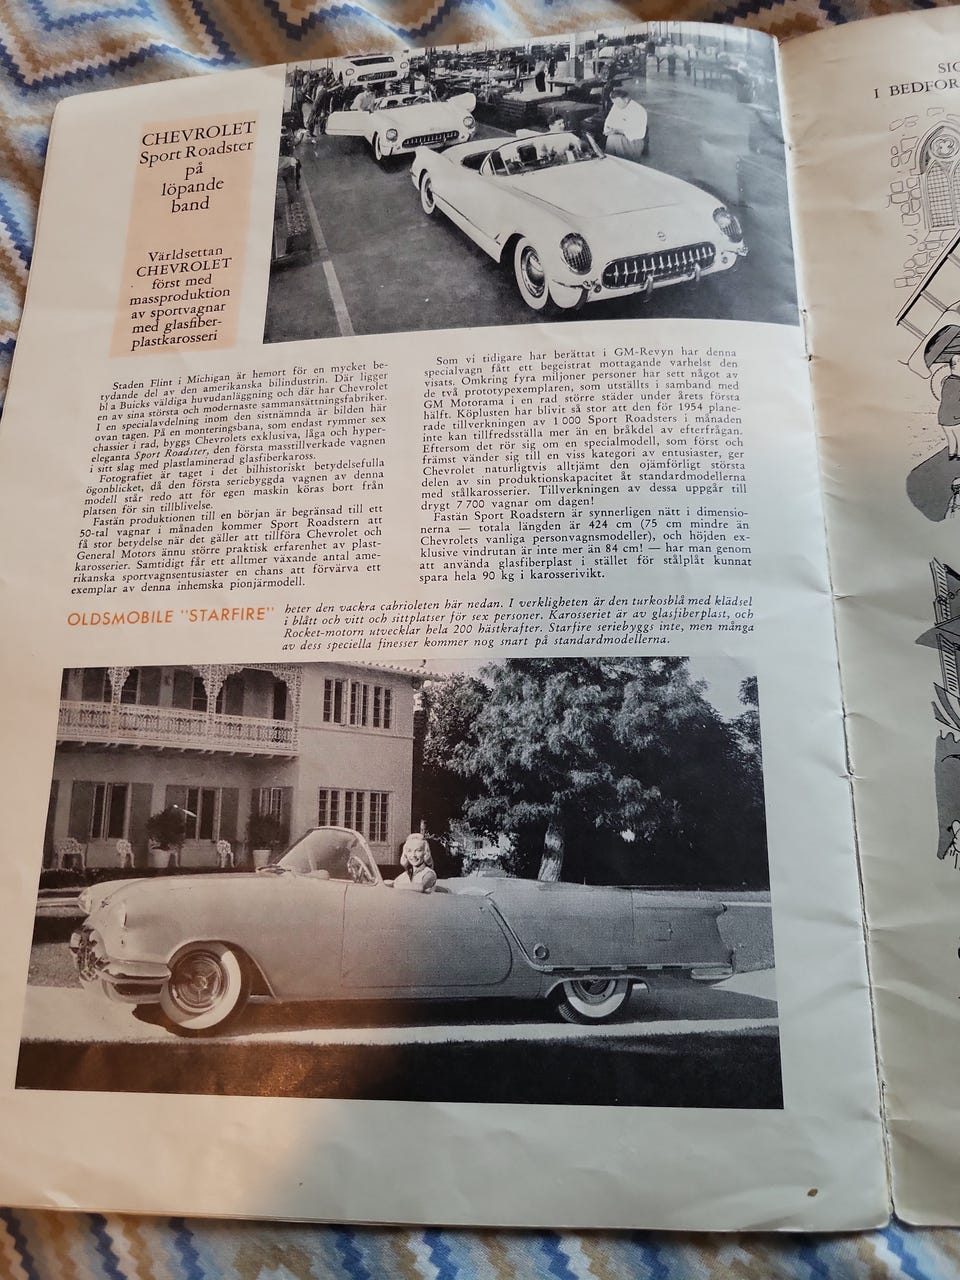 CHEVROLET
Sport Roadster
på
löpande
band
Världsettan
CHEVROLET
först med
massproduktion
av sportvagnar
med glasfiber-
plastkarosseri
Staden Flint i Michigan är hemort för en mycket be-
tydande del av den amerikanska bilindustrin. Där ligger
bl a Buicks väldiga huvudanläggning och där har Chevrolet
en av sina största och modernaste sammansättningsfabriker.
I en specialavdelning inom den sistnämnda är bilden här
ovan tagen. På en monteringsbana, som endast rymmer sex
chassier i rad, byggs Chevrolets exklusiva, låga och hyper-
eleganta Sport Roadster, den första masstillverkade vagnen
i sitt slag med plastlaminerad glasfiberkaross.
Fotografiet är taget i det bilhistoriskt betydelsefulla
ögonblicket, då den första seriebyggda vagnen av denna
modell står redo att för egen maskin köras bort från
platsen för sin tillblivelse.
Fastän produktionen till en början är begränsad till ett
50-tal vagnar i månaden kommer Sport Roadstern att
få stor betydelse när det gäller att tillföra Chevrolet och
General Motors ännu större praktisk erfarenhet av plast-
karosserier. Samtidigt får ett alltmer växande antal ame-
rikanska sportvagnsentusiaster en chans att förvärva ett
exemplar av denna inhemska pionjärmodell.
Som vi tidigare har berättat i GM-Revyn har denna
specialvagn fått ett begeistrat mottagande varhelst den
visats. Omkring fyra miljoner personer har sett något av
de två prototypexemplaren, som utställts i samband med
GM Motorama i en rad större städer under årets första
hälft. Köplusten har blivit så stor att den för 1954 plane-
rade tillverkningen av 1 000 Sport Roadsters i månaden
inte kan tillfredsställa mer än en bråkdel av efterfrågan.
Eftersom det rör sig om en specialmodell, som först och
främst vänder sig till en viss kategori av entusiaster, ger
Chevrolet naturligtvis alltjämt den ojämförligt största
delen av sin produktionskapacitet åt standardmodellerna
med stålkarosserier. Tillverkningen av dessa uppgår till
drygt 7 700 vagnar om dagen!
Fastän Sport Roadstern är synnerligen nätt i dimensio-
nerna — totala längden är 424 cm (75 cm mindre än
Chevrolets vanliga personvagnsmodeller), och höjden ex-
klusive vindrutan är inte mer än 84 cm! — har man genom
att använda glasfiberplast i stället för stålplåt kunnat
spara hela 90 kg i karosserivikt.
OLDSMOBILE "STARFIRE"
heter den vackra cabrioleten här nedan. I verkligheten är den turkosblå med klädsel
i blått och vitt och sittplatser för sex personer. Karosseriet är av glasfiberplast, och
Rocket-motorn utvecklar hela 200 hästkrafter. Starfire seriebyggs inte, men många
av dess speciella finesser kommer nog snart på standardmodellerna.
I BEDFOR